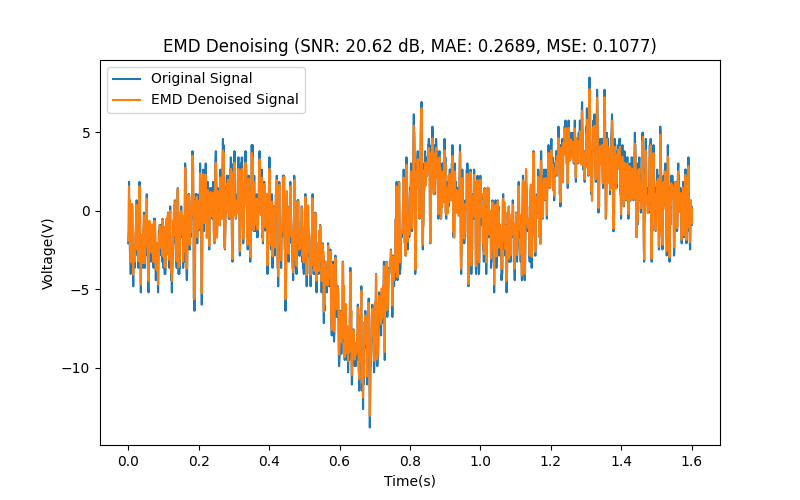 EMD Denoising (SNR: 20.62 dB, MAE: 0.2689, MSE: 0.1077)
Original Signal
EMD Denoised Signal
5
0
−5
−10
Voltage(V)
0.0 0.2 0.4 0.6 0.8 1.0 1.2 1.4 1.6
Time(s)